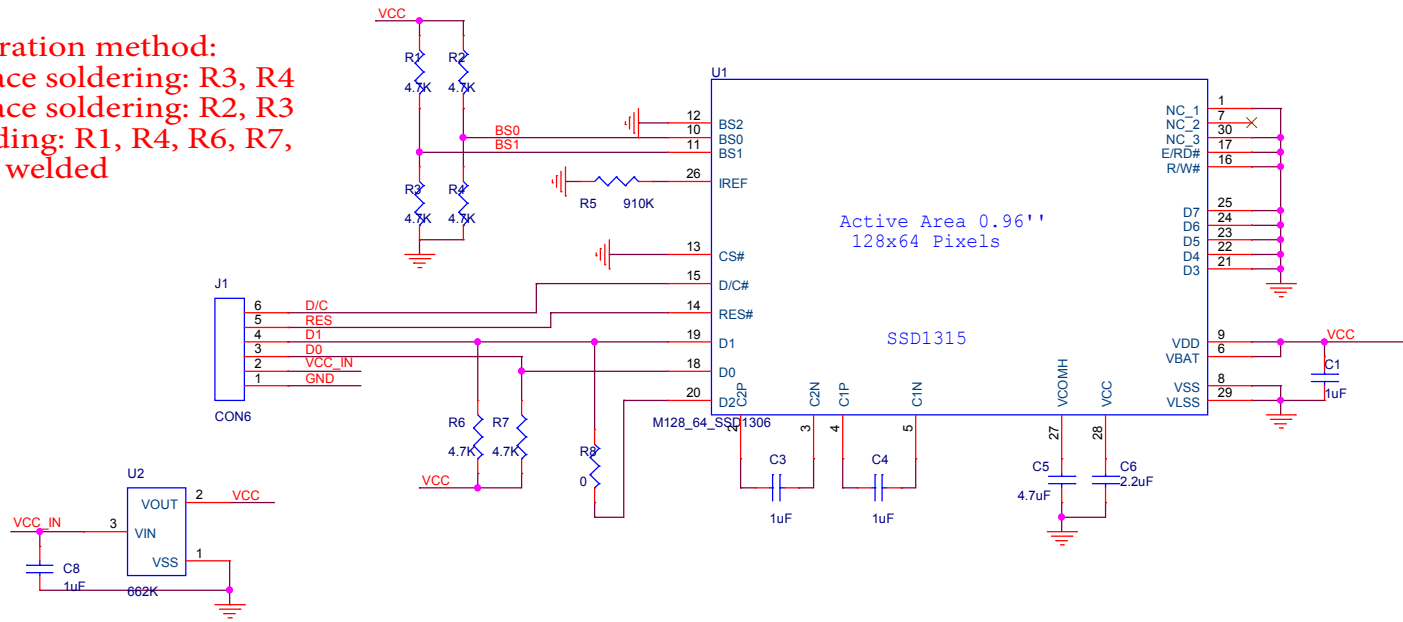 VCC
ration method:
ace soldering: R3, R4
ace soldering: R2, R3
ding: R1, R4, R6, R7,
welded
R1
4.7K
R2
4.7K
BS0
BS1
R3
4.7K
R4
4.7K
R5 910K
U1
12 BS2
10 BS0
11 BS1
26 IREF
13 CS#
15 D/C#
14 RES#
19 D1
18 D0
20 D2
M128_64_SSD1306
Active Area 0.96''
128x64 Pixels
SSD1315
NC_1 1
NC_2 7
NC_3 30
E/RD# 17
R/W# 16
D7 25
D6 24
D5 23
D4 22
D3 21
VDD 9
VBAT 6
VSS 8
VLSS 29
VCC
C1
1uF
C2P
2
C2N
3
C1P
4
C1N
5
VCOMH
27
VCC
28
C3
1uF
C4
1uF
C5
4.7uF
C6
2.2uF
J1
6 D/C
5 RES
4 D1
3 D0
2 VCC_IN
1 GND
CON6
R6
4.7K
R7
4.7K
R8
0
VCC
U2
VOUT 2 VCC
VCC_IN 3 VIN
VSS 1
C8
1uF
662K